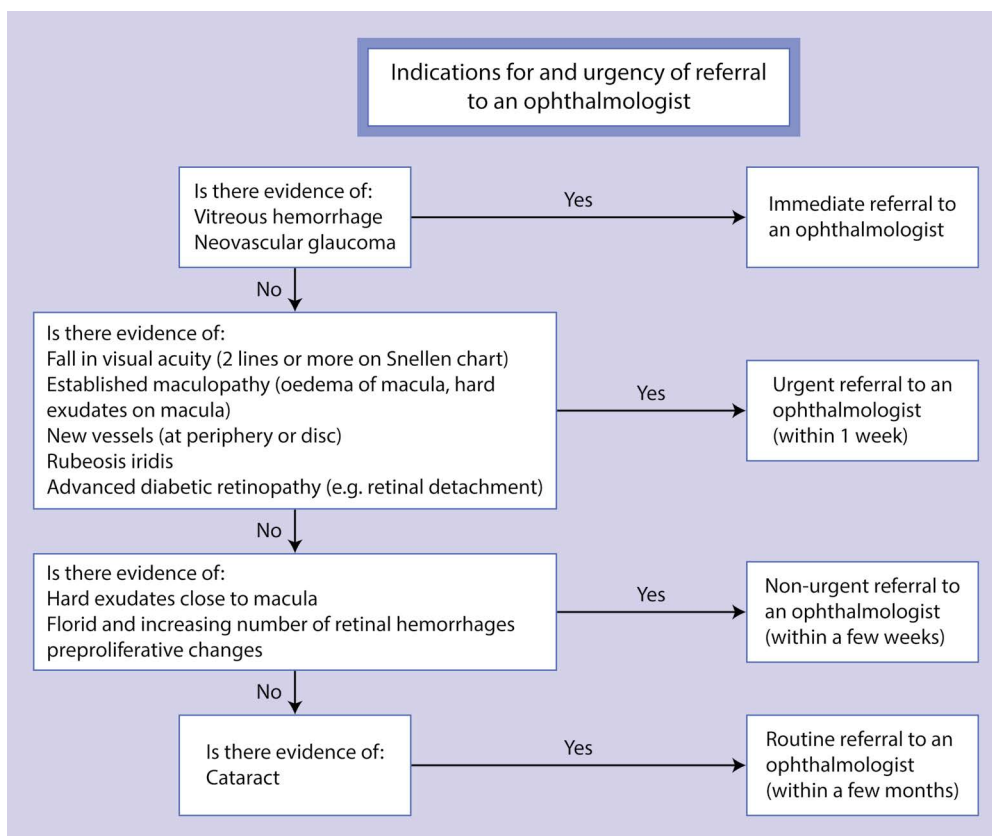 Indications for and urgency of referral
to an ophthalmologist
Is there evidence of:
Vitreous hemorrhage
Neovascular glaucoma
Yes
Immediate referral to
an ophthalmologist
No
Is there evidence of:
Fall in visual acuity (2 lines or more on Snellen chart)
Established maculopathy (oedema of macula, hard
exudates on macula)
New vessels (at periphery or disc)
Rubeosis iridis
Advanced diabetic retinopathy (e.g. retinal detachment)
Yes
Urgent referral to an
ophthalmologist
(within 1 week)
No
Is there evidence of:
Hard exudates close to macula
Florid and increasing number of retinal hemorrhages
preproliferative changes
Yes
Non-urgent referral to
an ophthalmologist
(within a few weeks)
No
Is there evidence of:
Cataract
Yes
Routine referral to an
ophthalmologist
(within a few months)